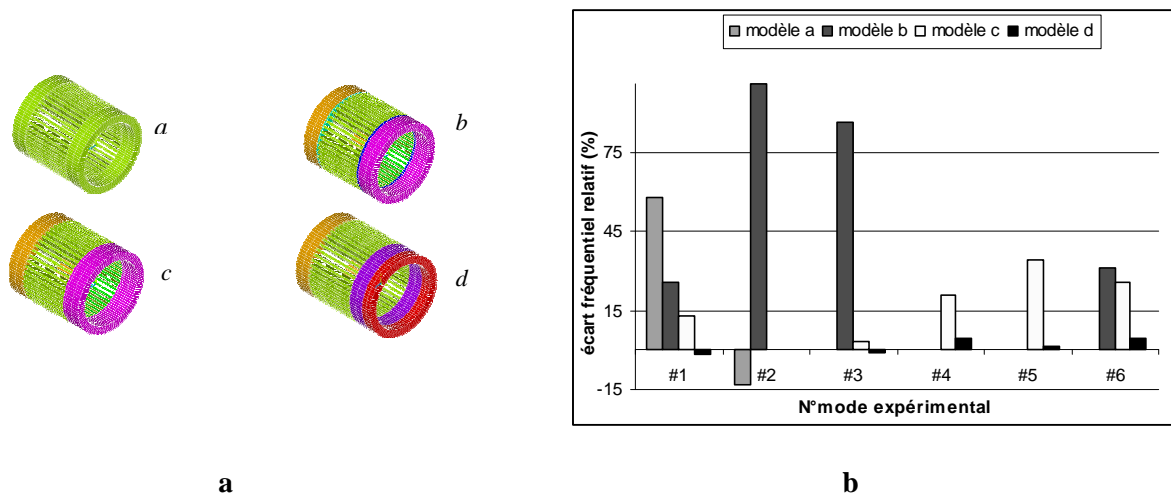 a
b
c
d
modèle a modèle b modèle c modèle d
écart fréquentiel relatif (%)
75
45
15
-15
#1 #2 #3 #4 #5 #6
N°mode expérimental
a
b